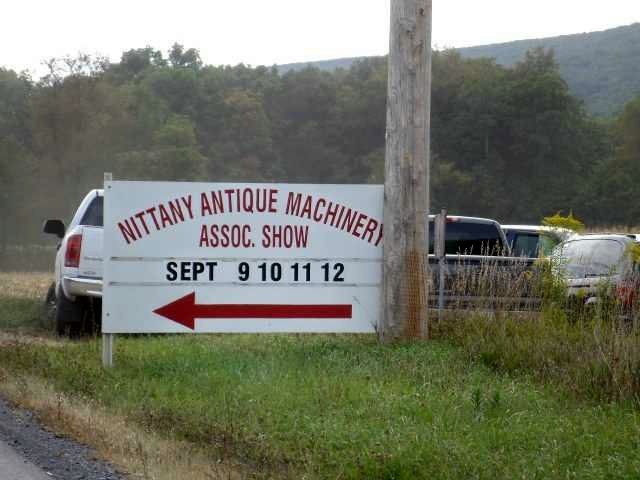 NITTANY ANTIQUE MACHINERY
ASSOC. SHOW
SEPT 9 10 11 12